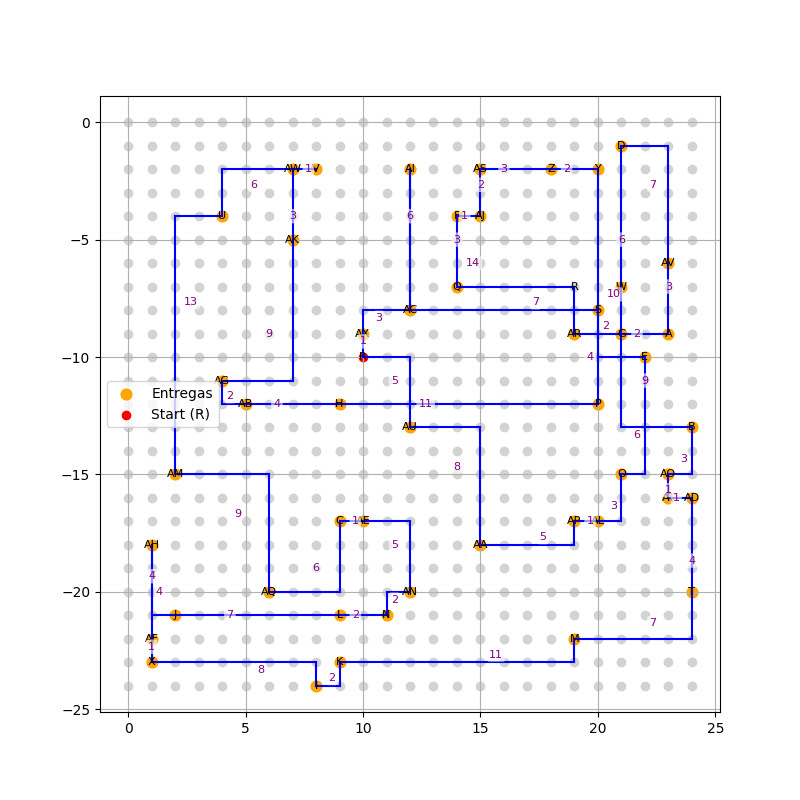 0
D
AW 1 V AI AS 3 Z 2 Y
6 2 7
U 3 6 F 1 AJ
−5 AK 3 6
14 AV
Q R W 3
13 7 10
AC S
3 2
9 AY AR 2 A
1
−10 4 E
AG 5 9
2
Entregas
AB 4 H 11 P
Start (R)
AU B
6
8 3
−15 AM O AO
1
1 AD
9 3
1 AP 1
5
AH AA 5
4 6 4
4
−20 AQ AN T
2
J 7 L 2 N
7
AF M
1 11
X 8 K
2
−25
0 5 10 15 20 25